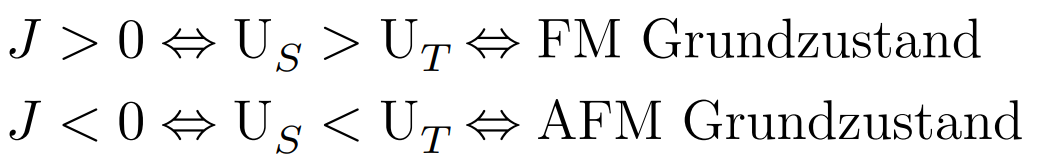 J > 0 ⇔ U_S > U_T ⇔ FM Grundzustand
J < 0 ⇔ U_S < U_T ⇔ AFM Grundzustand